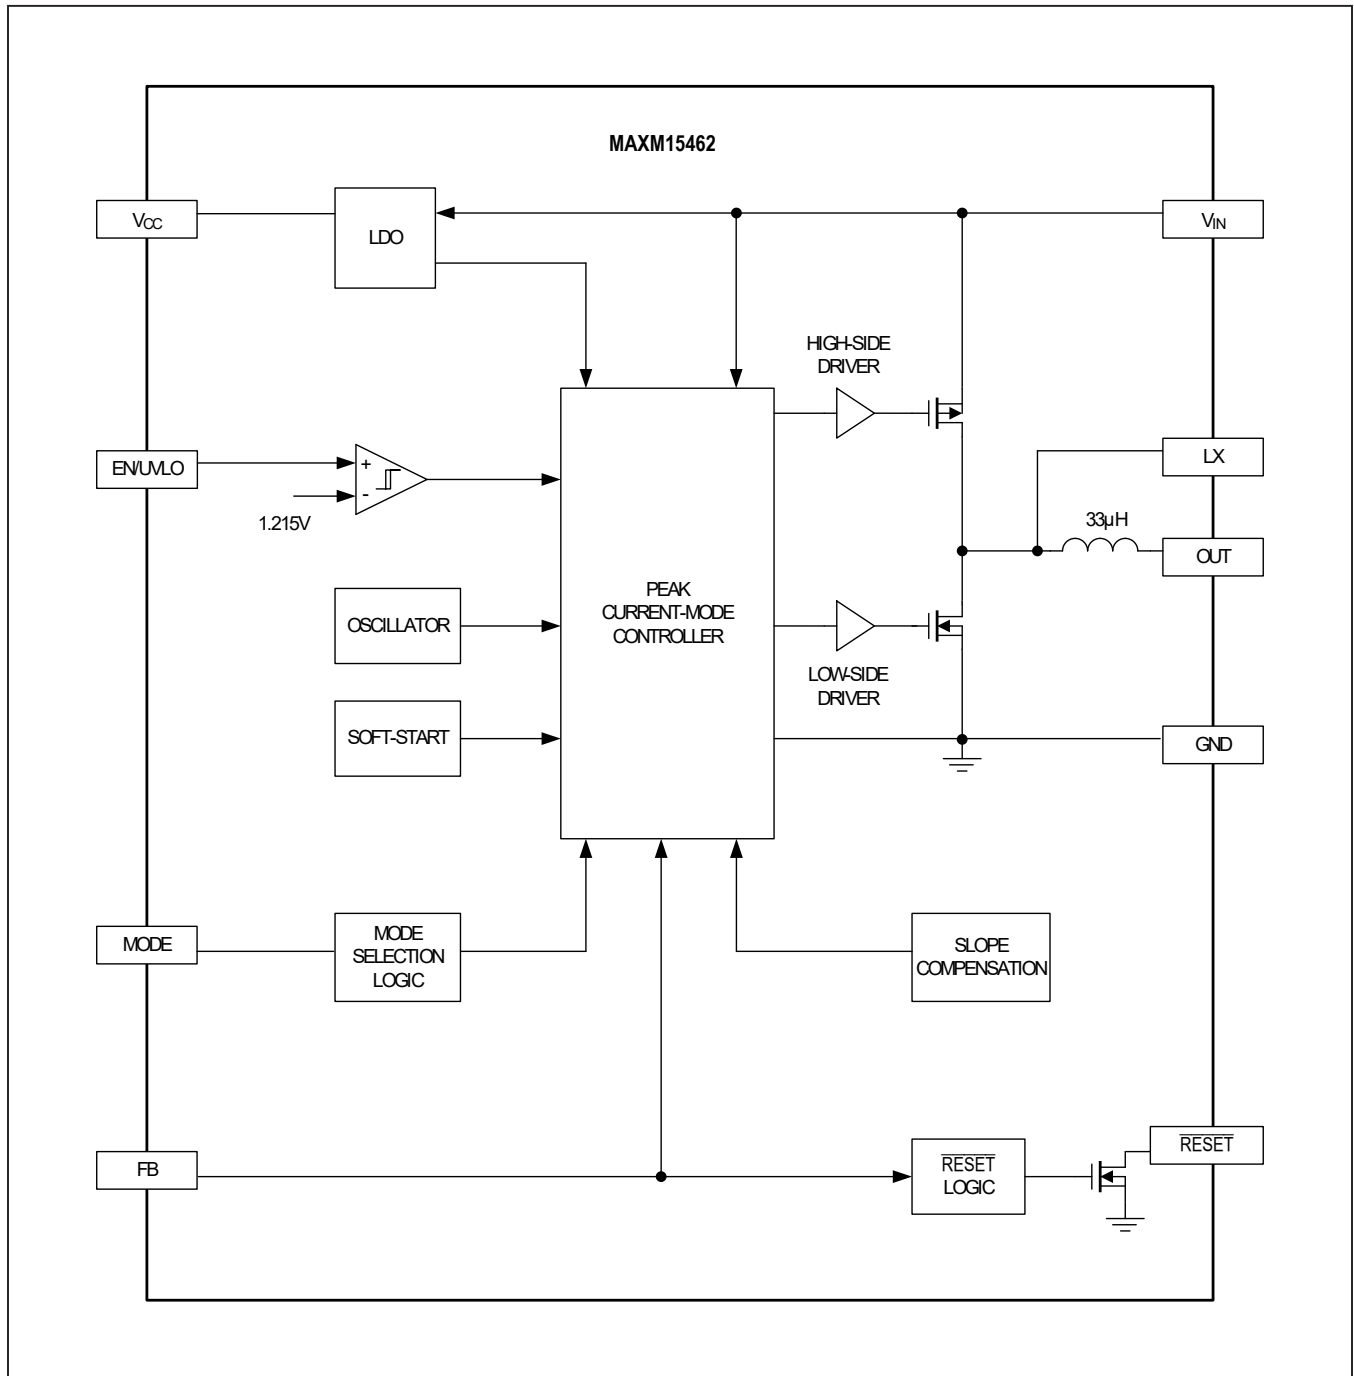 MAXM15462
VCC
LDO
VIN
HIGH-SIDE
DRIVER
EN/UVLO
+
-
1.215V
LX
33µH
OUT
PEAK
CURRENT-MODE
CONTROLLER
OSCILLATOR
LOW-SIDE
DRIVER
SOFT-START
GND
MODE
MODE
SELECTION
LOGIC
SLOPE
COMPENSATION
FB
RESET
LOGIC
RESET